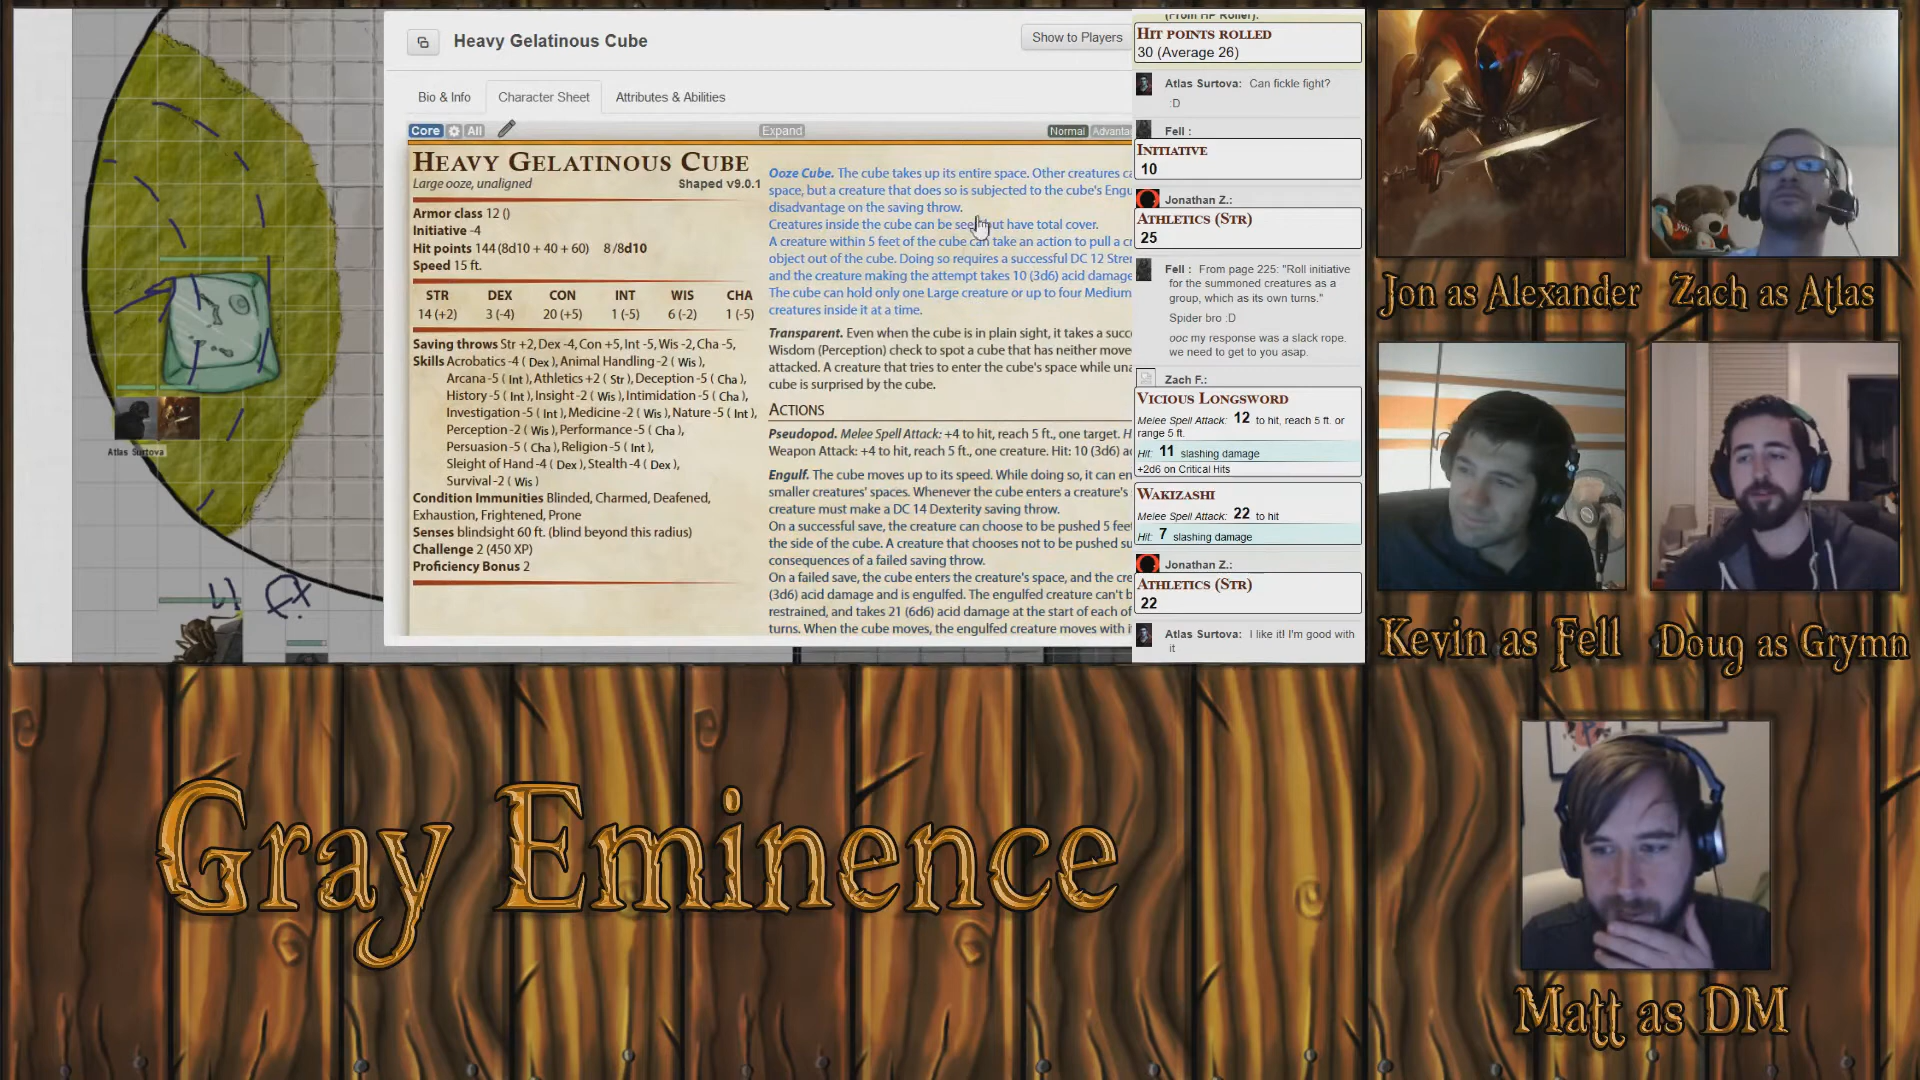 Heavy Gelatinous Cube
Show to Players
Bio & Info
Character Sheet
Attributes & Abilities
Core
All
Expand
Normal
HEAVY GELATINOUS CUBE
Large ooze, unaligned
Shaped v9.0.1
Armor class 12 ()
Initiative -4
Hit points 144 (8d10 + 40 + 60) 8 /8d10
Speed 15 ft.
STR DEX CON INT WIS CHA
14 (+2) 3 (-4) 20 (+5) 1 (-5) 6 (-2) 1 (-5)
Saving throws Str +2, Dex -4, Con +5, Int -5, Wis -2, Cha -5,
Skills Acrobatics -4 ( Dex ), Animal Handling -2 ( Wis ),
Arcana -5 ( Int ), Athletics +2 ( Str ), Deception -5 ( Cha ),
History -5 ( Int ), Insight -2 ( Wis ), Intimidation -5 ( Cha ),
Investigation -5 ( Int ), Medicine -2 ( Wis ), Nature -5 ( Int ),
Perception -2 ( Wis ), Performance -5 ( Cha ),
Persuasion -5 ( Cha ), Religion -5 ( Int ),
Sleight of Hand -4 ( Dex ), Stealth -4 ( Dex ),
Survival -2 ( Wis )
Condition Immunities Blinded, Charmed, Deafened,
Exhaustion, Frightened, Prone
Senses blindsight 60 ft. (blind beyond this radius)
Challenge 2 (450 XP)
Proficiency Bonus 2
Ooze Cube. The cube takes up its entire space. Other creatures
space, but a creature that does so is subjected to the cube's
disadvantage on the saving throw.
Creatures inside the cube can be seen but have total cover.
A creature within 5 feet of the cube can take an action to pull a
object out of the cube. Doing so requires a successful DC 12
and the creature making the attempt takes 10 (3d6) acid damage
The cube can hold only one Large creature or up to four Medium
creatures inside it at a time.
Transparent. Even when the cube is in plain sight, it takes a
Wisdom (Perception) check to spot a cube that has neither
attacked. A creature that tries to enter the cube's space while
cube is surprised by the cube.
ACTIONS
Pseudopod. Melee Spell Attack: +4 to hit, reach 5 ft., one target.
Weapon Attack: +4 to hit, reach 5 ft., one creature. Hit: 10 (3d6)
Engulf. The cube moves up to its speed. While doing so, it can
smaller creatures' spaces. Whenever the cube enters a creature's
creature must make a DC 14 Dexterity saving throw.
On a successful save, the creature can choose to be pushed 5
the side of the cube. A creature that chooses not to be pushed
consequences of a failed saving throw.
On a failed save, the cube enters the creature's space, and the
(3d6) acid damage and is engulfed. The engulfed creature can't
restrained, and takes 21 (6d6) acid damage at the start of each of
turns. When the cube moves, the engulfed creature moves with
Atlas Surtova
(From HP Roller):
HIT POINTS ROLLED
30 (Average 26)
Atlas Surtova: Can fickle fight?
:D
Fell :
INITIATIVE
10
Jonathan Z.:
ATHLETICS (STR)
25
Fell : From page 225: "Roll initiative
for the summoned creatures as a
group, which as its own turns."
Spider bro :D
ooc my response was a slack rope.
we need to get to you asap.
Zach F.:
VICIOUS LONGSWORD
Melee Spell Attack: 12 to hit, reach 5 ft. or
range 5 ft.
Hit: 11 slashing damage
+2d6 on Critical Hits
WAKIZASHI
Melee Spell Attack: 22 to hit
Hit: 7 slashing damage
Jonathan Z.:
ATHLETICS (STR)
22
Atlas Surtova: I like it! I'm good with
it
Jon as Alexander
Zach as Atlas
Kevin as Fell
Doug as Grymn
Matt as DM
Gray Eminence